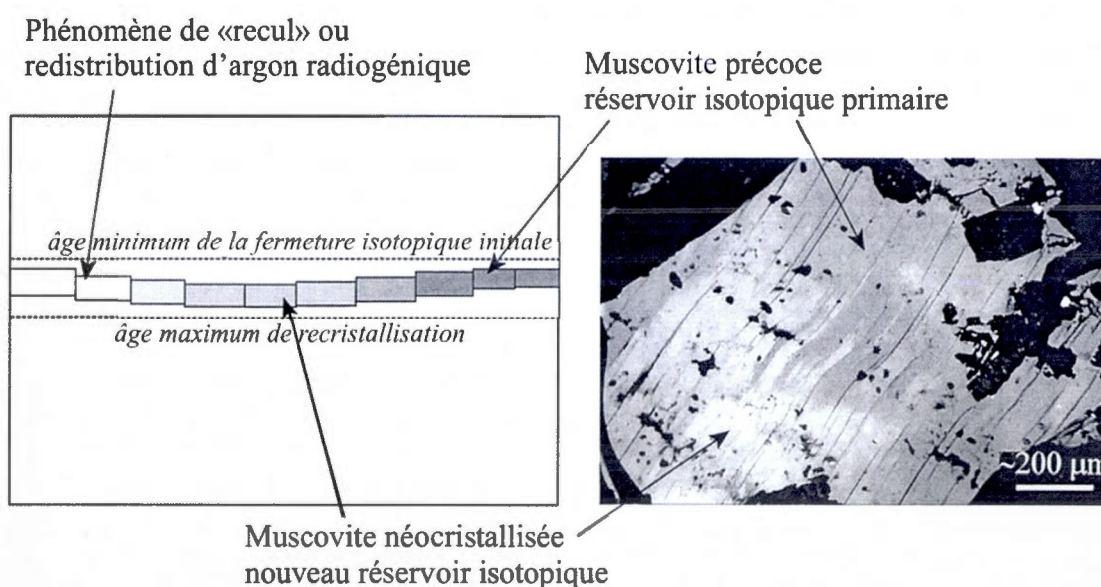 Phénomène de «recul» ou
redistribution d'argon radiogénique
Muscovite précoce
réservoir isotopique primaire
âge minimum de la fermeture isotopique initiale
âge maximum de recristallisation
~200 µm
Muscovite néocristallisée
nouveau réservoir isotopique